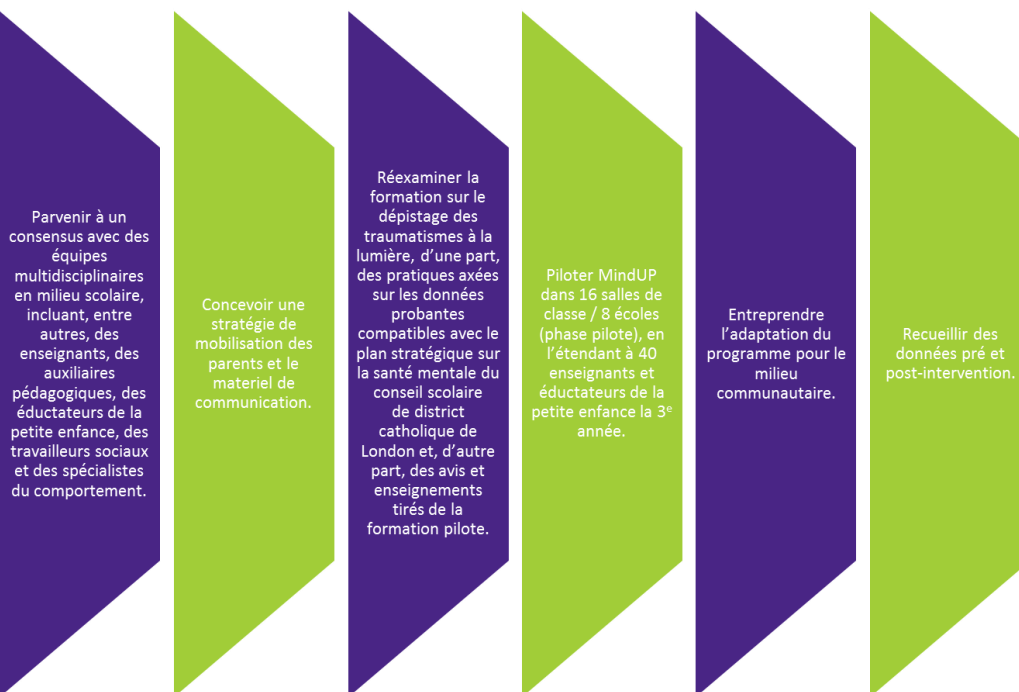 Parvenir à un
consensus avec des
équipes
multidisciplinaires
en milieu scolaire,
incluant, entre
autres, des
enseignants, des
auxiliaires
pédagogiques, des
éductateurs de la
petite enfance, des
travailleurs sociaux
et des spécialistes
du comportement.
Concevoir une
stratégie de
mobilisation des
parents et le
materiel de
communication.
Réexaminer la
formation sur le
dépistage des
traumatismes à la
lumière, d’une part,
des pratiques axées
sur les données
probantes
compatibles avec le
plan stratégique sur
la santé mentale du
conseil scolaire
de district
catholique de
London et, d’autre
part, des avis et
enseignements
tirés de la
formation pilote.
Piloter MindUP
dans 16 salles de
classe / 8 écoles
(phase pilote), en
l’étendant à 40
enseignants et
éductateurs de la
petite enfance la 3e
année.
Entreprendre
l’adaptation du
programme pour le
milieu
communautaire.
Recueillir des
données pré et
post-intervention.